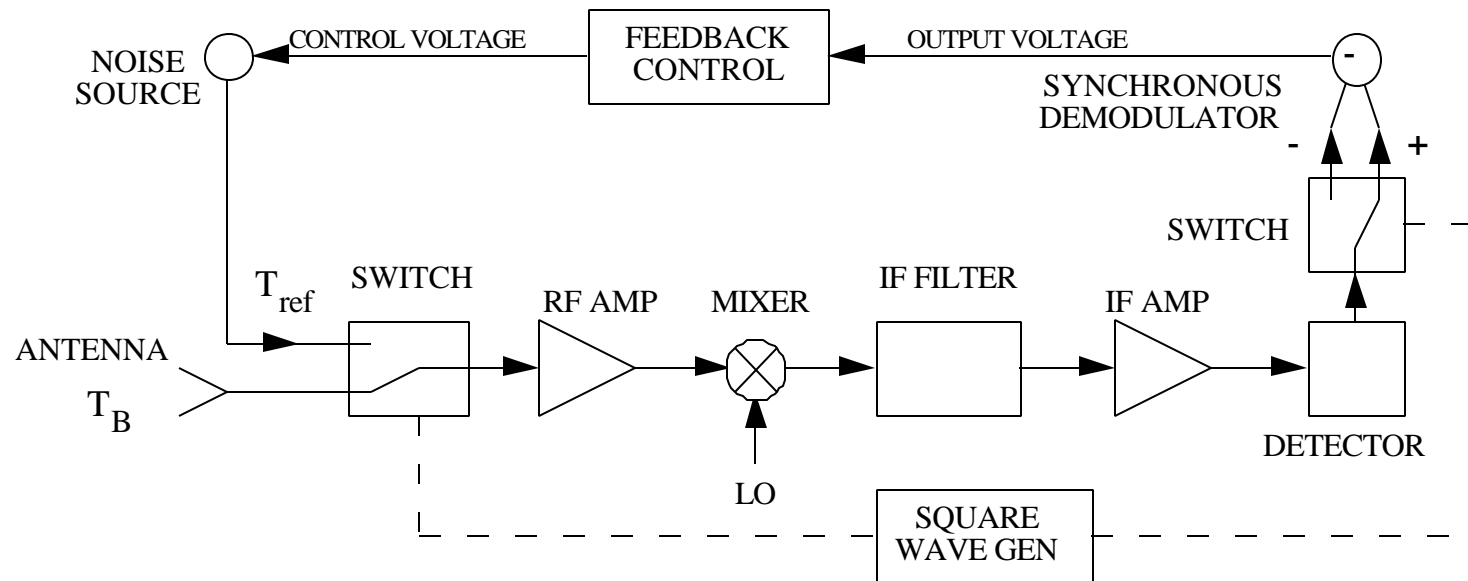 CONTROL VOLTAGE
FEEDBACK
CONTROL
OUTPUT VOLTAGE
-
NOISE
SOURCE
SYNCHRONOUS
DEMODULATOR
- +
SWITCH
T_ref
SWITCH
RF AMP
MIXER
IF FILTER
IF AMP
ANTENNA
T_B
DETECTOR
LO
SQUARE
WAVE GEN